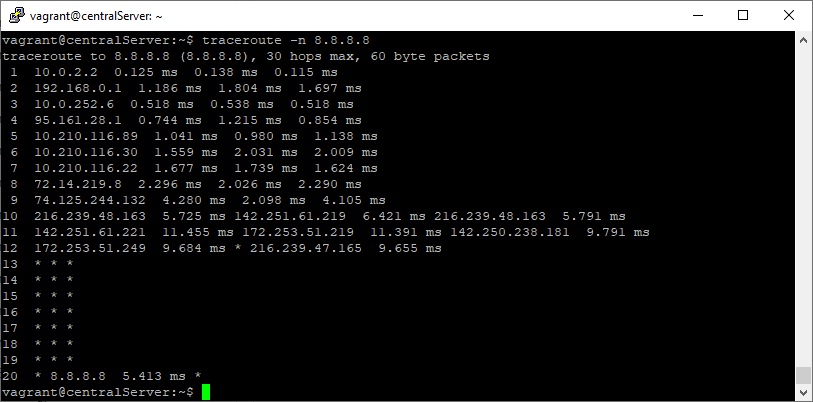 vagrant@centralServer: ~
vagrant@centralServer:~$ traceroute -n 8.8.8.8
traceroute to 8.8.8.8 (8.8.8.8), 30 hops max, 60 byte packets
 1  10.0.2.2  0.125 ms  0.138 ms  0.115 ms
 2  192.168.0.1  1.186 ms  1.804 ms  1.697 ms
 3  10.0.252.6  0.518 ms  0.538 ms  0.518 ms
 4  95.161.28.1  0.744 ms  1.215 ms  0.854 ms
 5  10.210.116.89  1.041 ms  0.980 ms  1.138 ms
 6  10.210.116.30  1.559 ms  2.031 ms  2.009 ms
 7  10.210.116.22  1.677 ms  1.739 ms  1.624 ms
 8  72.14.219.8  2.296 ms  2.026 ms  2.290 ms
 9  74.125.244.132  4.280 ms  2.098 ms  4.105 ms
10  216.239.48.163  5.725 ms 142.251.61.219  6.421 ms 216.239.48.163  5.791 ms
11  142.251.61.221  11.455 ms 172.253.51.219  11.391 ms 142.250.238.181  9.791 ms
12  172.253.51.249  9.684 ms * 216.239.47.165  9.655 ms
13  * * *
14  * * *
15  * * *
16  * * *
17  * * *
18  * * *
19  * * *
20  * 8.8.8.8  5.413 ms *
vagrant@centralServer:~$